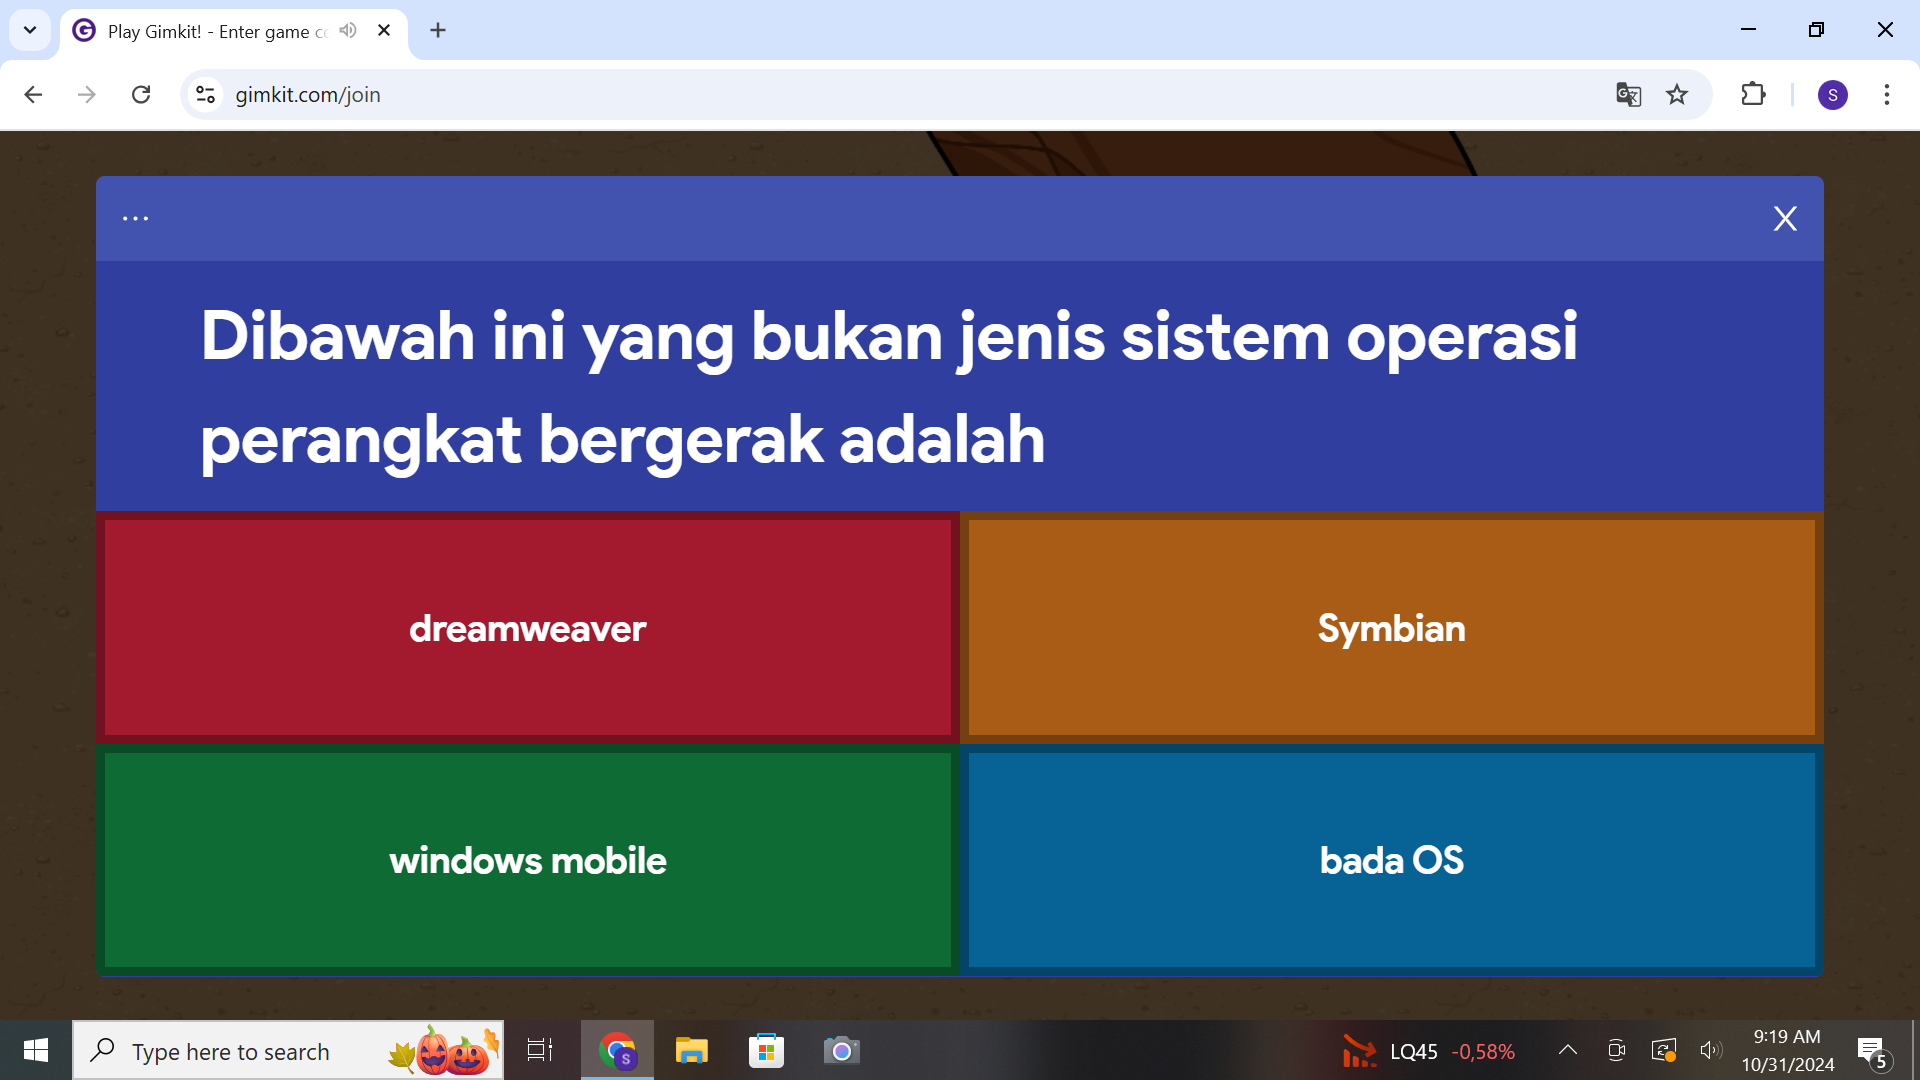 Play Gimkit! - Enter game c
gimkit.com/join
S
...
X
Dibawah ini yang bukan jenis sistem operasi
perangkat bergerak adalah
dreamweaver
Symbian
windows mobile
bada OS
Type here to search
S
LQ45 -0,58%
9:19 AM
10/31/2024
5